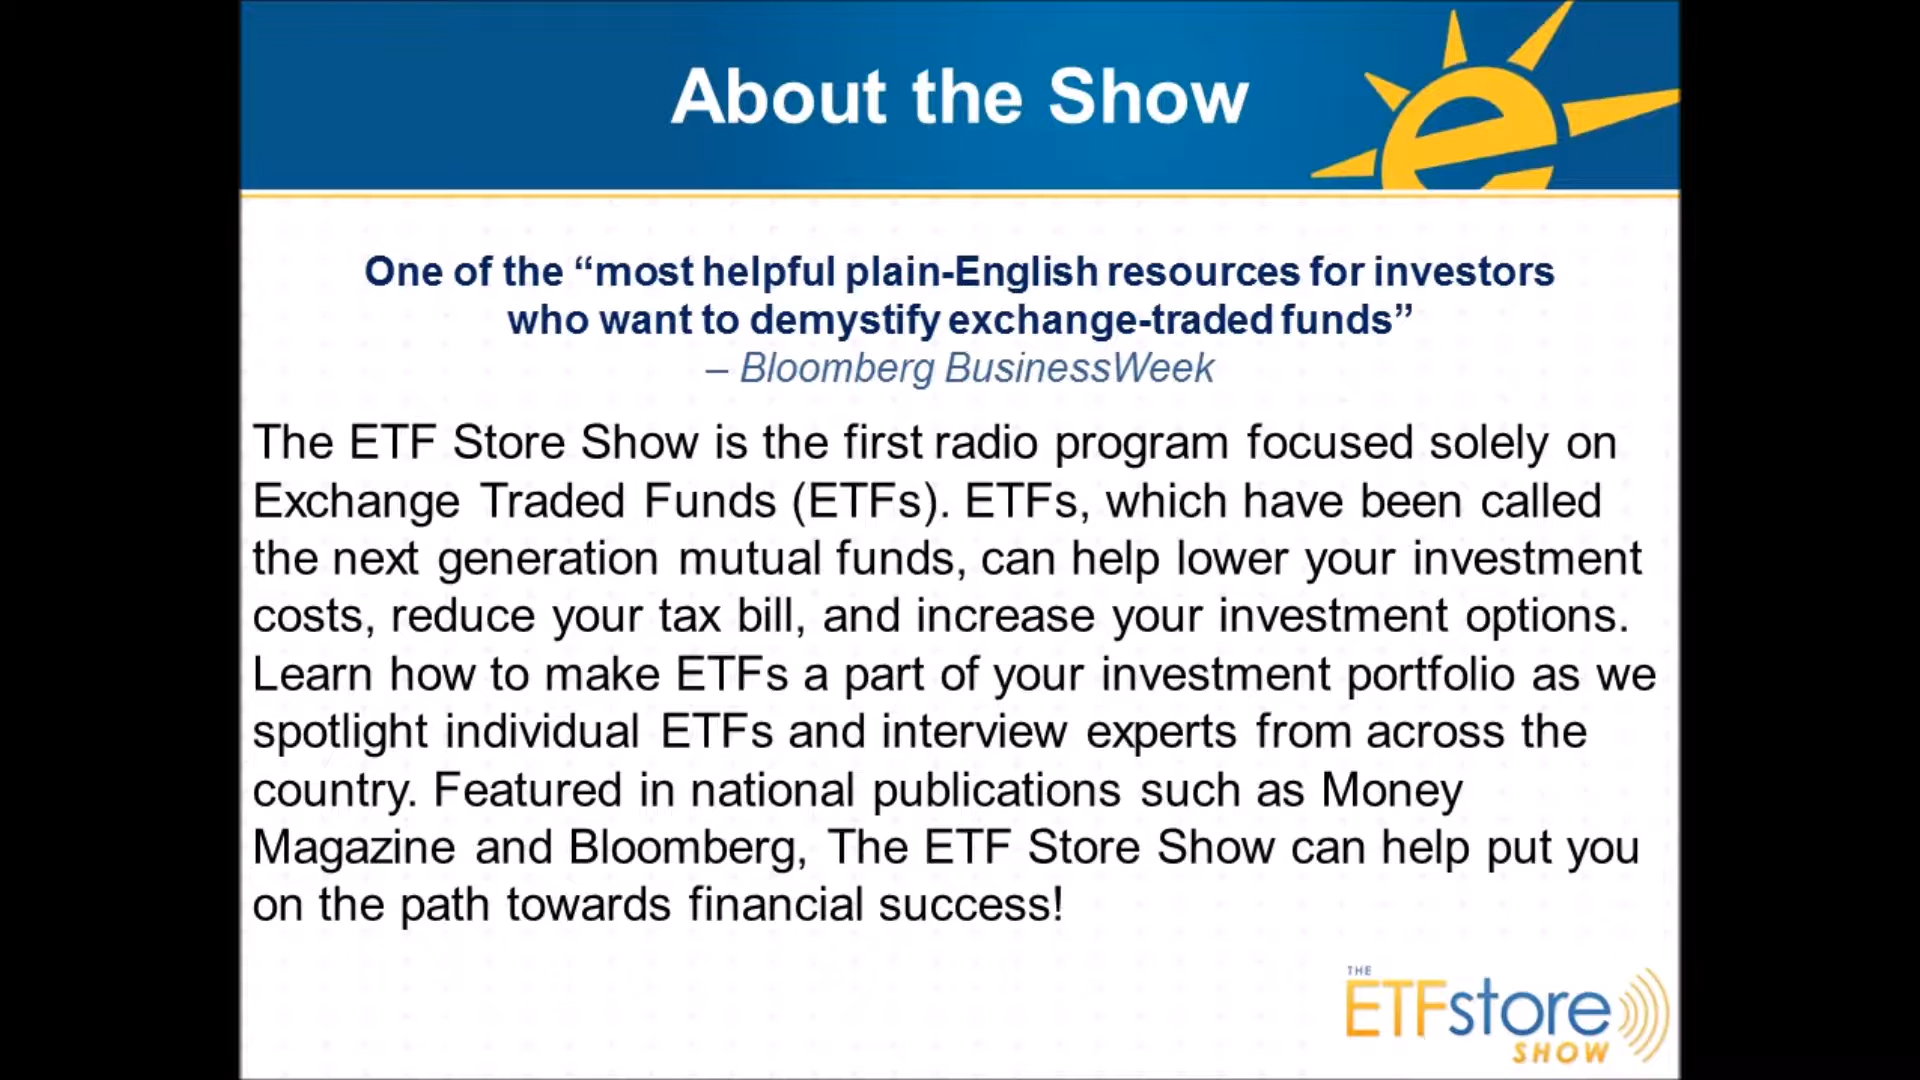 About the Show
One of the “most helpful plain-English resources for investors
who want to demystify exchange-traded funds”
– Bloomberg BusinessWeek
The ETF Store Show is the first radio program focused solely on
Exchange Traded Funds (ETFs). ETFs, which have been called
the next generation mutual funds, can help lower your investment
costs, reduce your tax bill, and increase your investment options.
Learn how to make ETFs a part of your investment portfolio as we
spotlight individual ETFs and interview experts from across the
country. Featured in national publications such as Money
Magazine and Bloomberg, The ETF Store Show can help put you
on the path towards financial success!
THE
ETFstore
SHOW